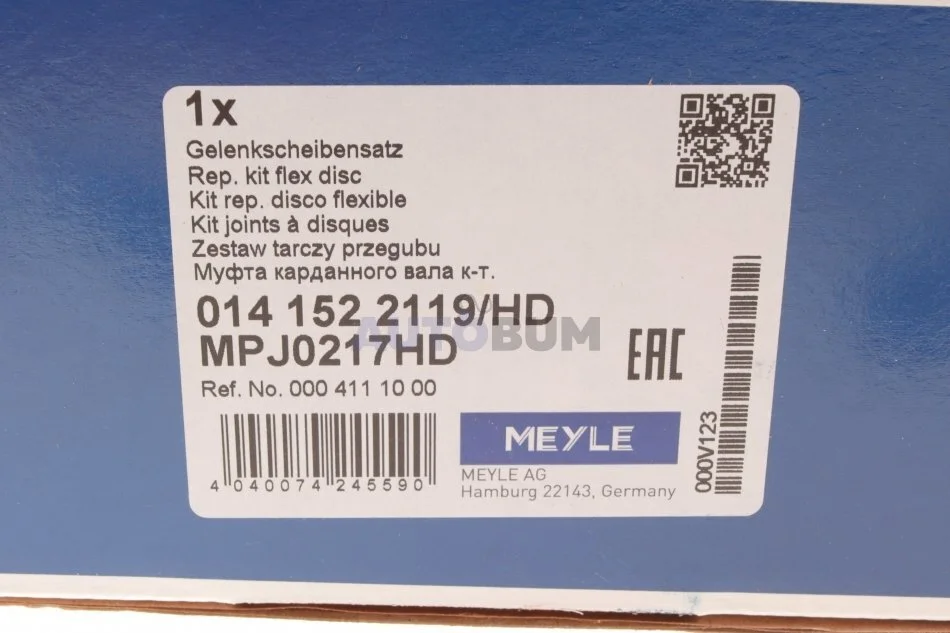 1x
Gelenkscheibensatz
Rep. kit flex disc
Kit rep. disco flexible
Kit joints à disques
Zestaw tarczy przegubu
Муфта карданного вала к-т.
014 152 2119/HD
AUTOBUM
MPJ0217HD
Ref. No. 000 411 10 00
EAC
4 040074 245590
MEYLE
MEYLE AG
Hamburg 22143, Germany
000V123